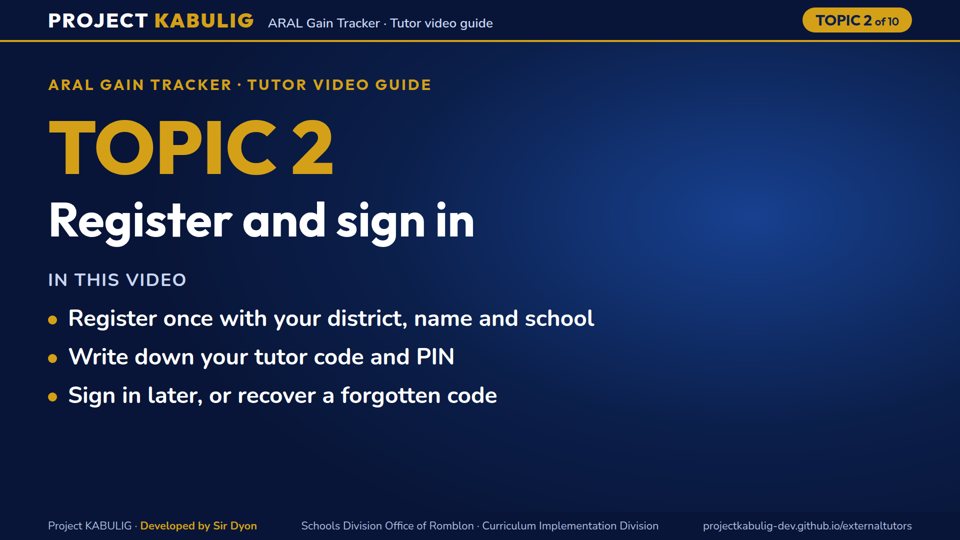 PROJECT KABULIG ARAL Gain Tracker · Tutor video guide TOPIC 2 of 10
ARAL GAIN TRACKER · TUTOR VIDEO GUIDE
TOPIC 2
Register and sign in
IN THIS VIDEO
Register once with your district, name and school
Write down your tutor code and PIN
Sign in later, or recover a forgotten code
Project KABULIG · Developed by Sir Dyon Schools Division Office of Romblon · Curriculum Implementation Division projectkabulig-dev.github.io/externaltutors